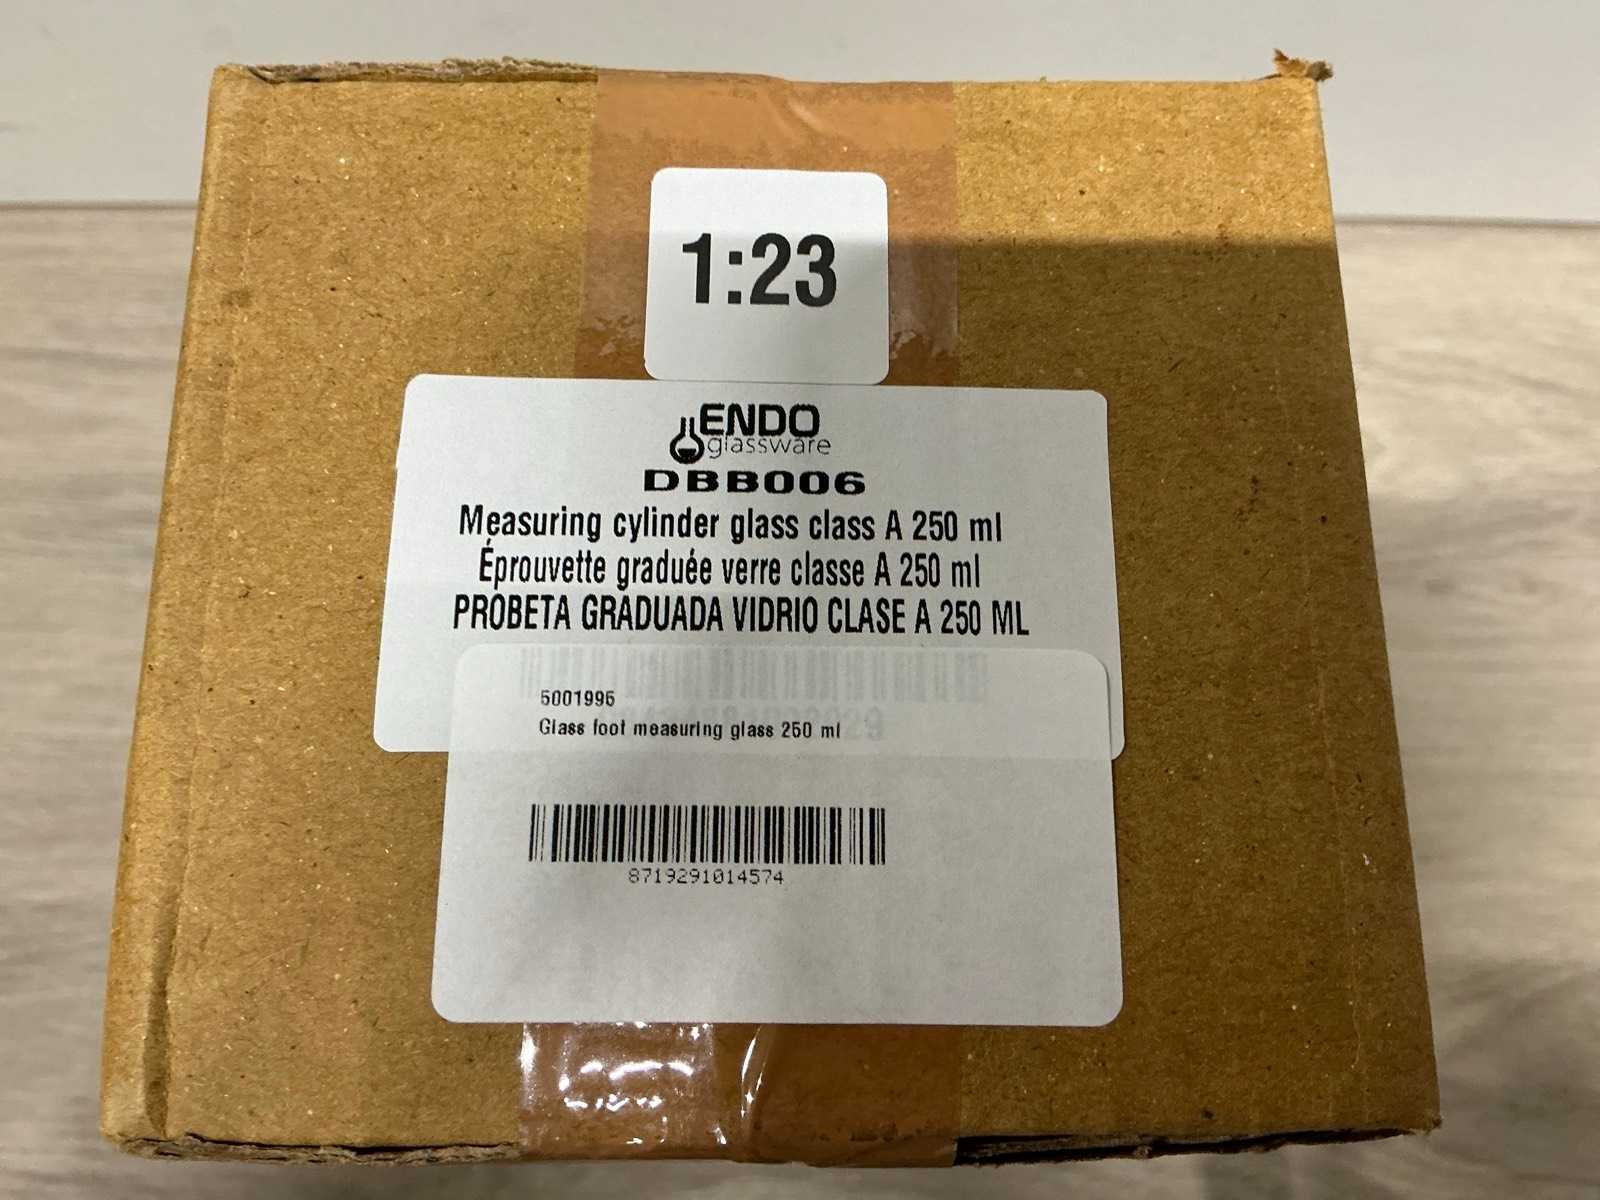 1:23
ENDO
glassware
DBB006
Measuring cylinder glass class A 250 ml
Éprouvette graduée verre classe A 250 ml
PROBETA GRADUADA VIDRIO CLASE A 250 ML
5001995
Glass foot measuring glass 250 ml
8719291014574